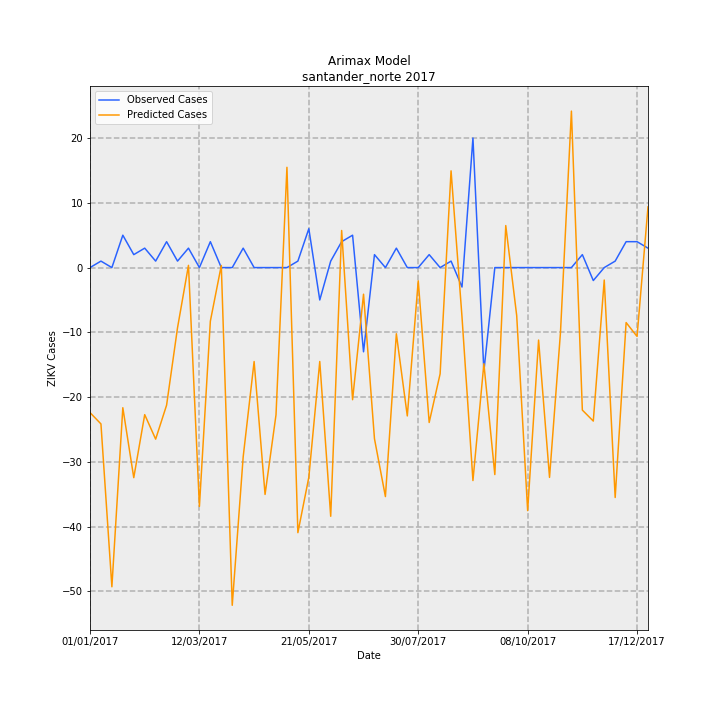 Arimax Model
santander_norte 2017
Observed Cases
Predicted Cases
20
10
0
−10
−20
−30
−40
−50
ZIKV Cases
01/01/2017
12/03/2017
21/05/2017
30/07/2017
08/10/2017
17/12/2017
Date